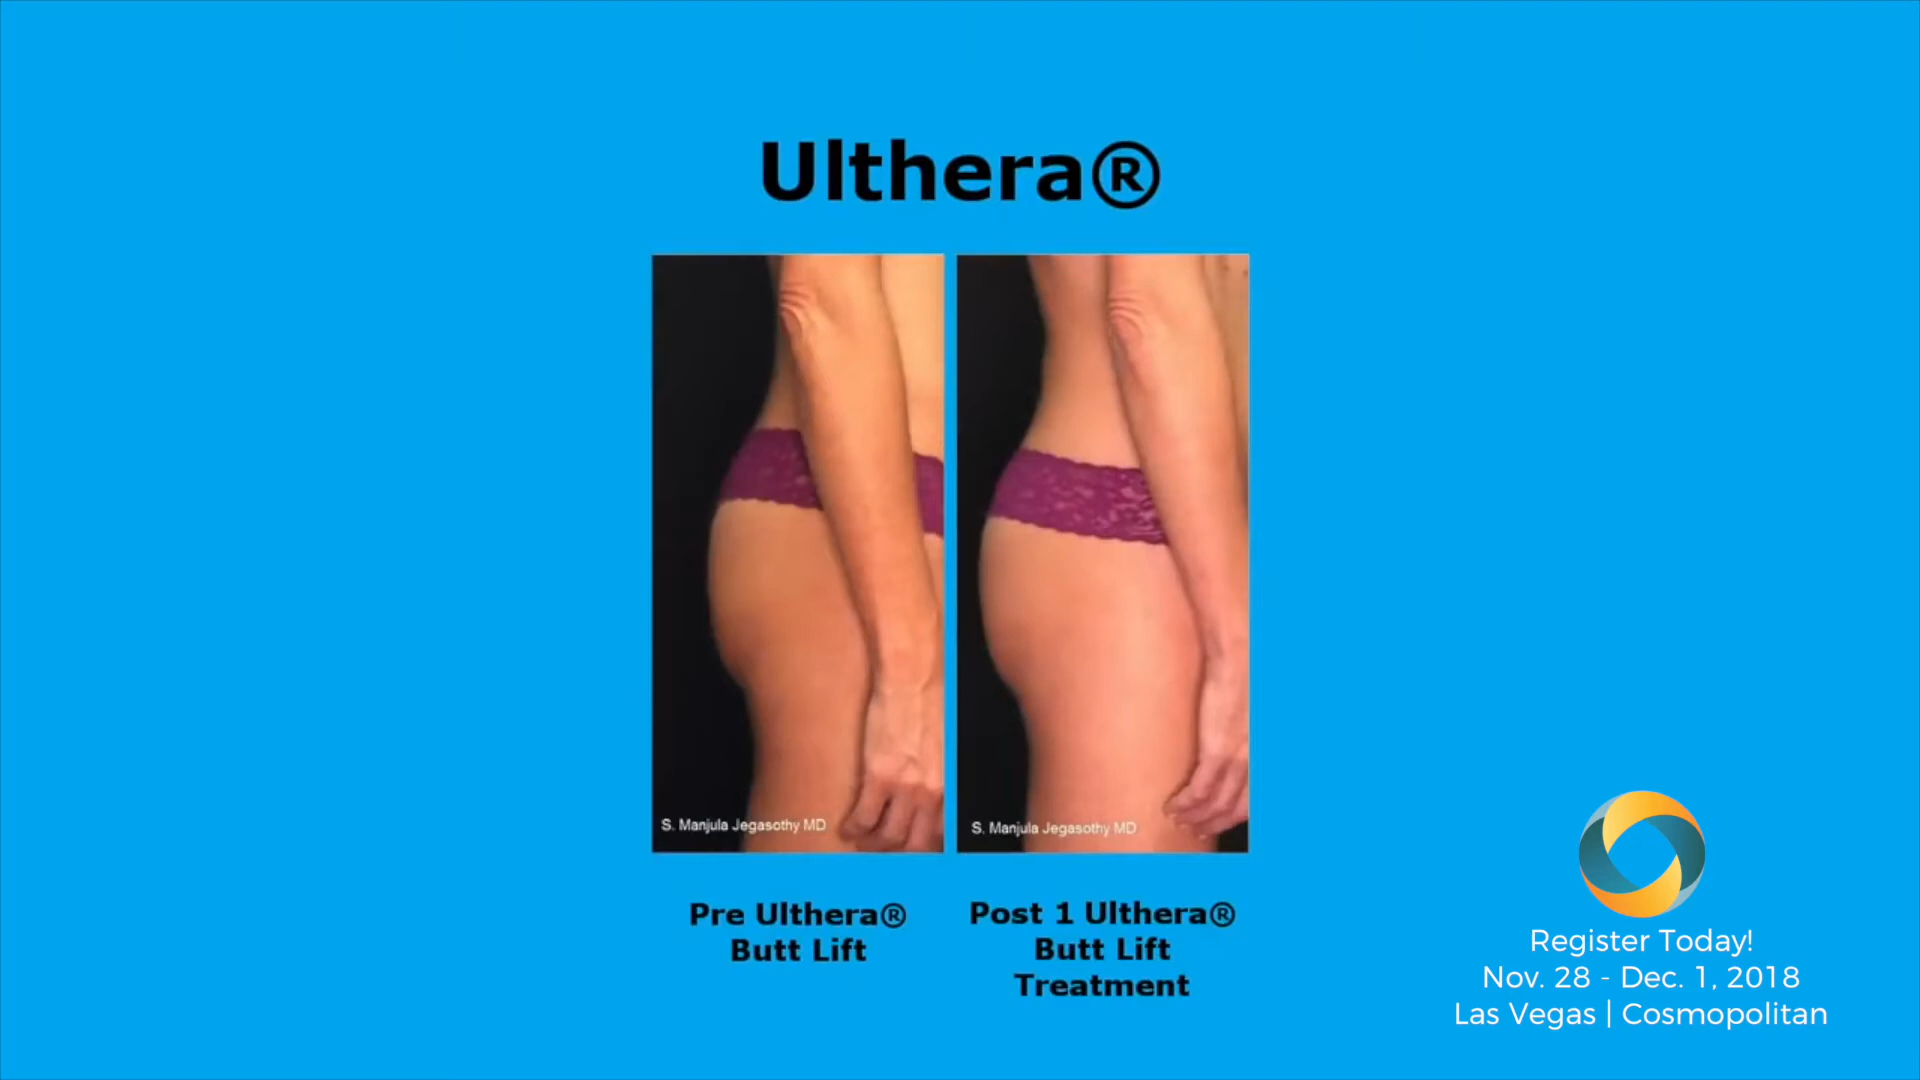 Ulthera®
S. Manjula Jegasothy MD
S. Manjula Jegasothy MD
Pre Ulthera®
Butt Lift
Post 1 Ulthera®
Butt Lift
Treatment
Register Today!
Nov. 28 - Dec. 1, 2018
Las Vegas | Cosmopolitan